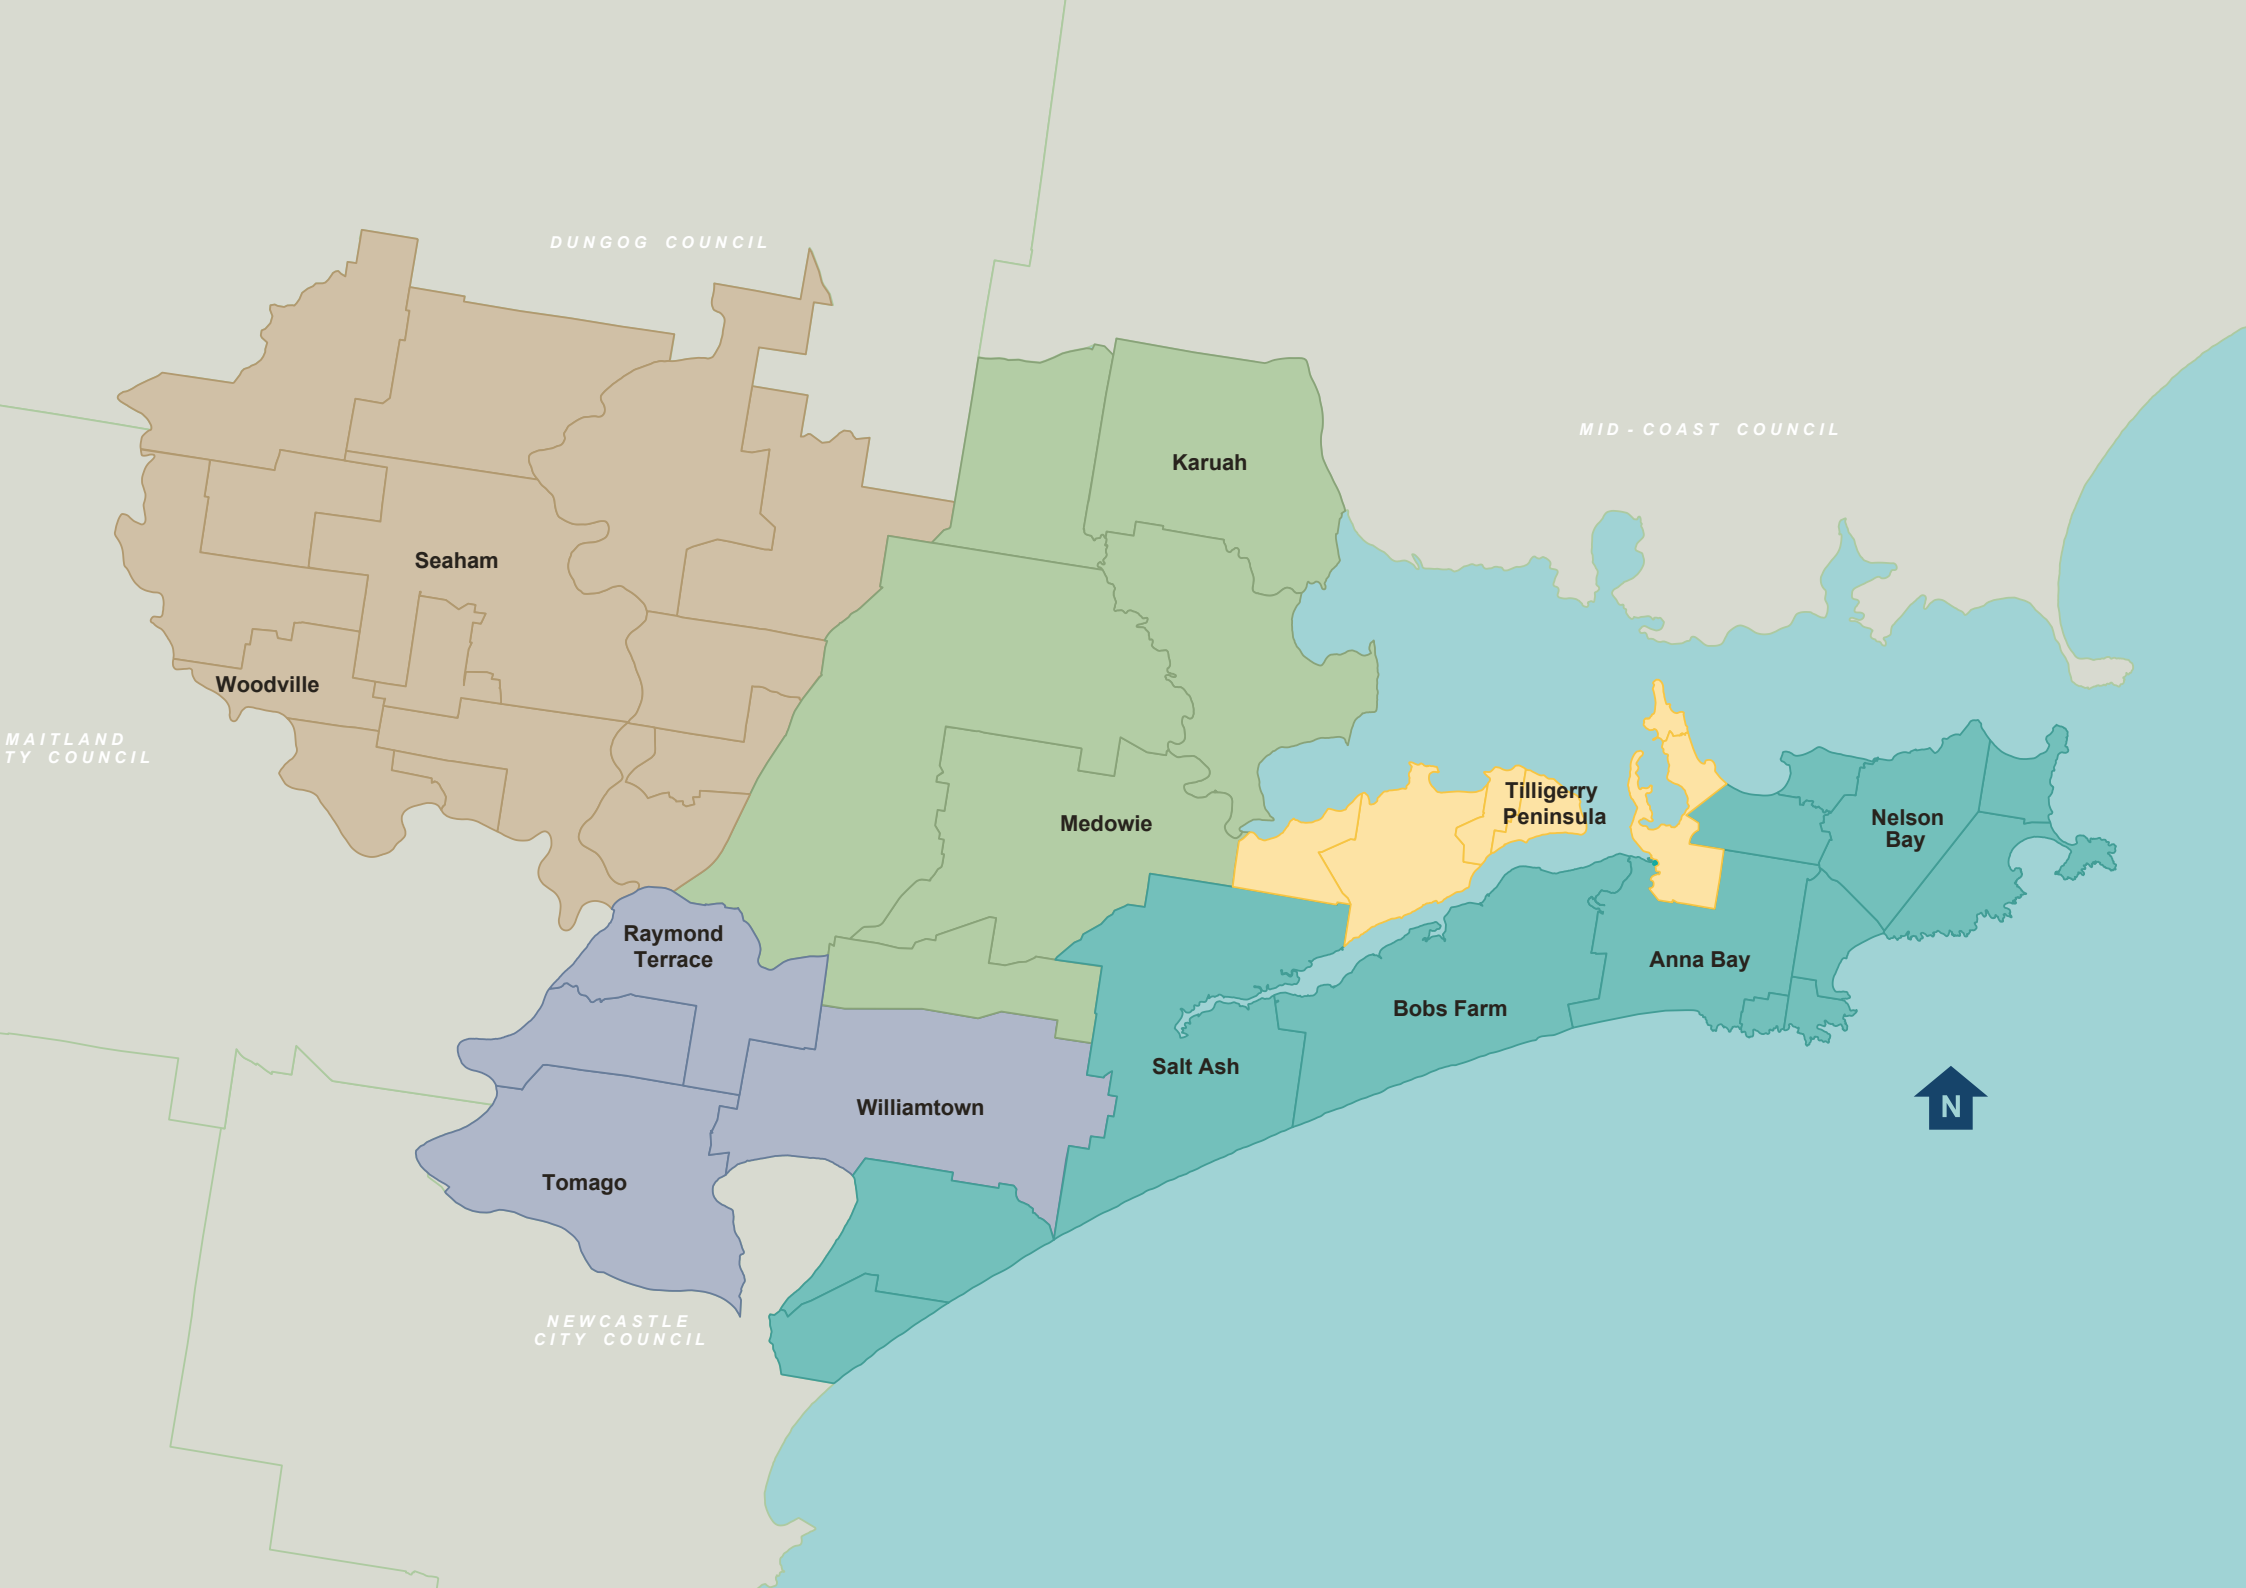 DUNGOG COUNCIL
MID-COAST COUNCIL
Karuah
Seaham
Woodville
MAITLAND
TY COUNCIL
Tilligerry
Peninsula
Medowie
Nelson
Bay
Raymond
Terrace
Anna Bay
Bobs Farm
Salt Ash
Williamtown
N
Tomago
NEWCASTLE
CITY COUNCIL